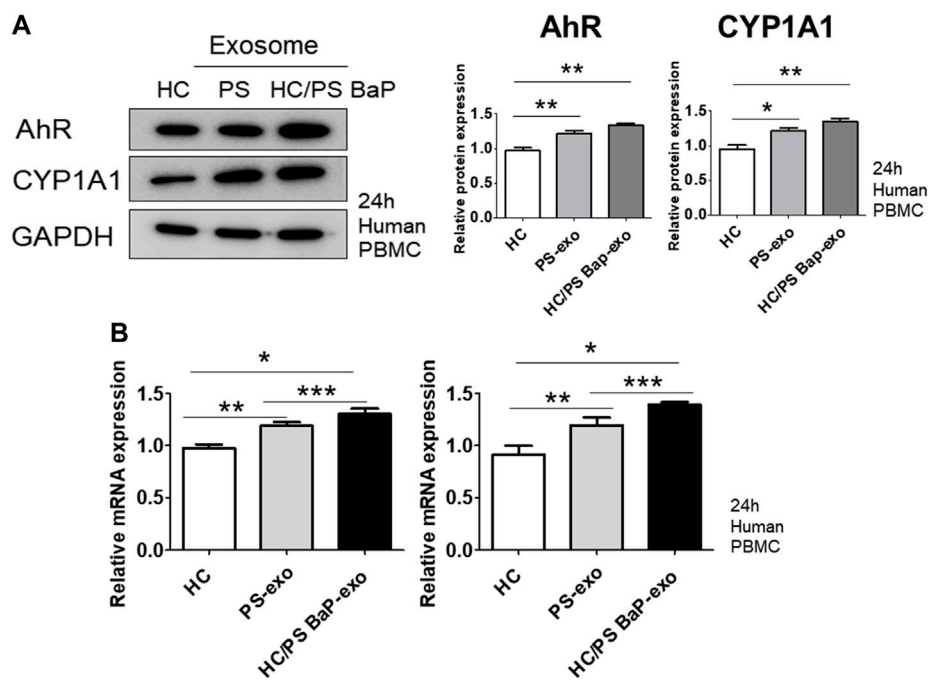 A
Exosome
HC PS HC/PS BaP
AhR
CYP1A1
GAPDH
24h
Human
PBMC
AhR
**
**
Relative protein expression
1.5
1.0
0.5
0.0
HC
PS-exo
HC/PS Bap-exo
CYP1A1
**
*
Relative protein expression
1.5
1.0
0.5
0.0
HC
PS-exo
HC/PS Bap-exo
24h
Human
PBMC
B
*
***
**
Relative mRNA expression
1.5
1.0
0.5
0.0
HC
PS-exo
HC/PS BaP-exo
*
***
**
Relative mRNA expression
1.5
1.0
0.5
0.0
HC
PS-exo
HC/PS BaP-exo
24h
Human
PBMC